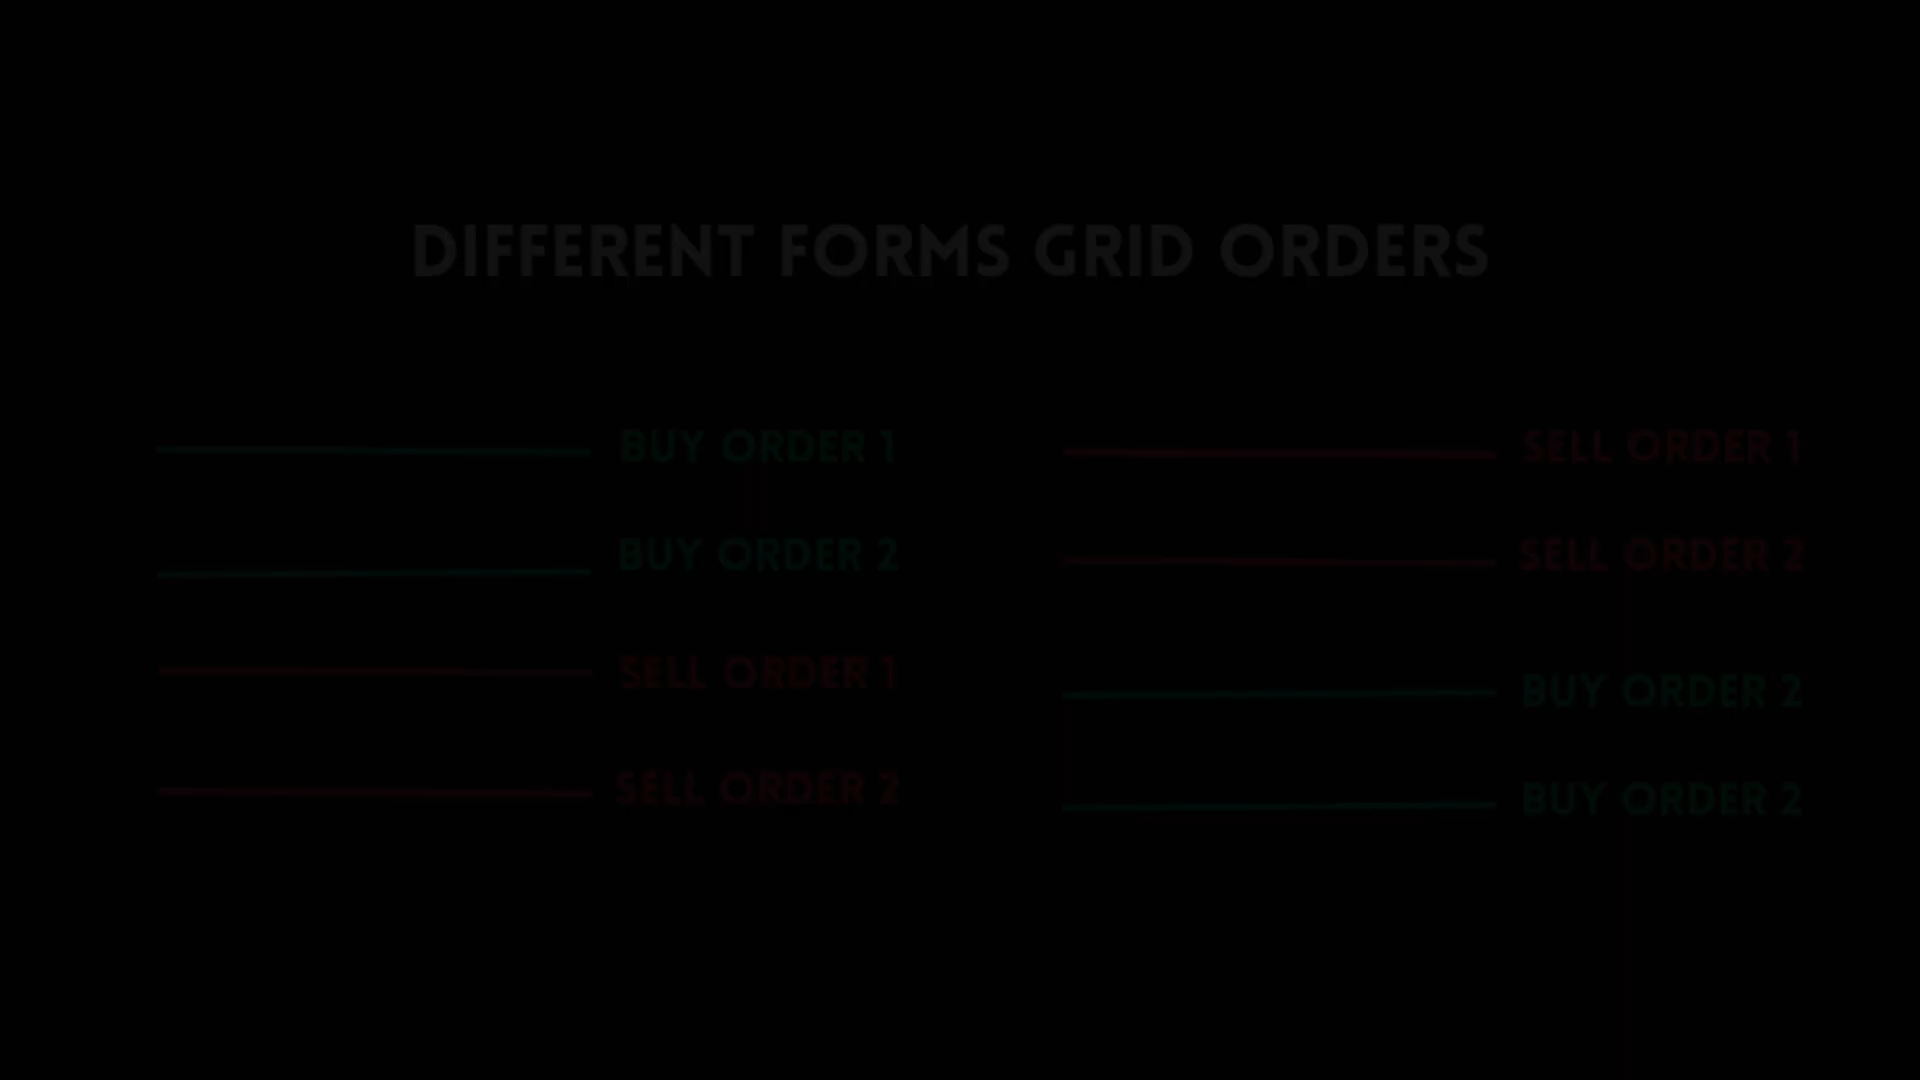 DIFFERENT FORMS GRID ORDERS
BUY ORDER 1
BUY ORDER 2
SELL ORDER 1
SELL ORDER 2
SELL ORDER 1
SELL ORDER 2
BUY ORDER 2
BUY ORDER 2